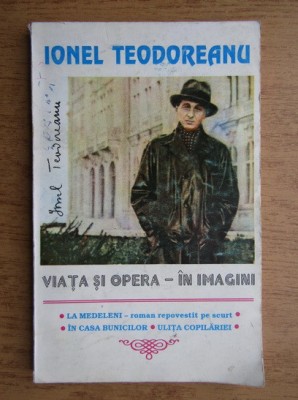 IONEL TEODOREANU
Ionel Teodoreanu
VIAȚA ȘI OPERA – ÎN IMAGINI
• LA MEDELENI – roman repovestit pe scurt •
• ÎN CASA BUNICILOR • ULIȚA COPILĂRIEI •